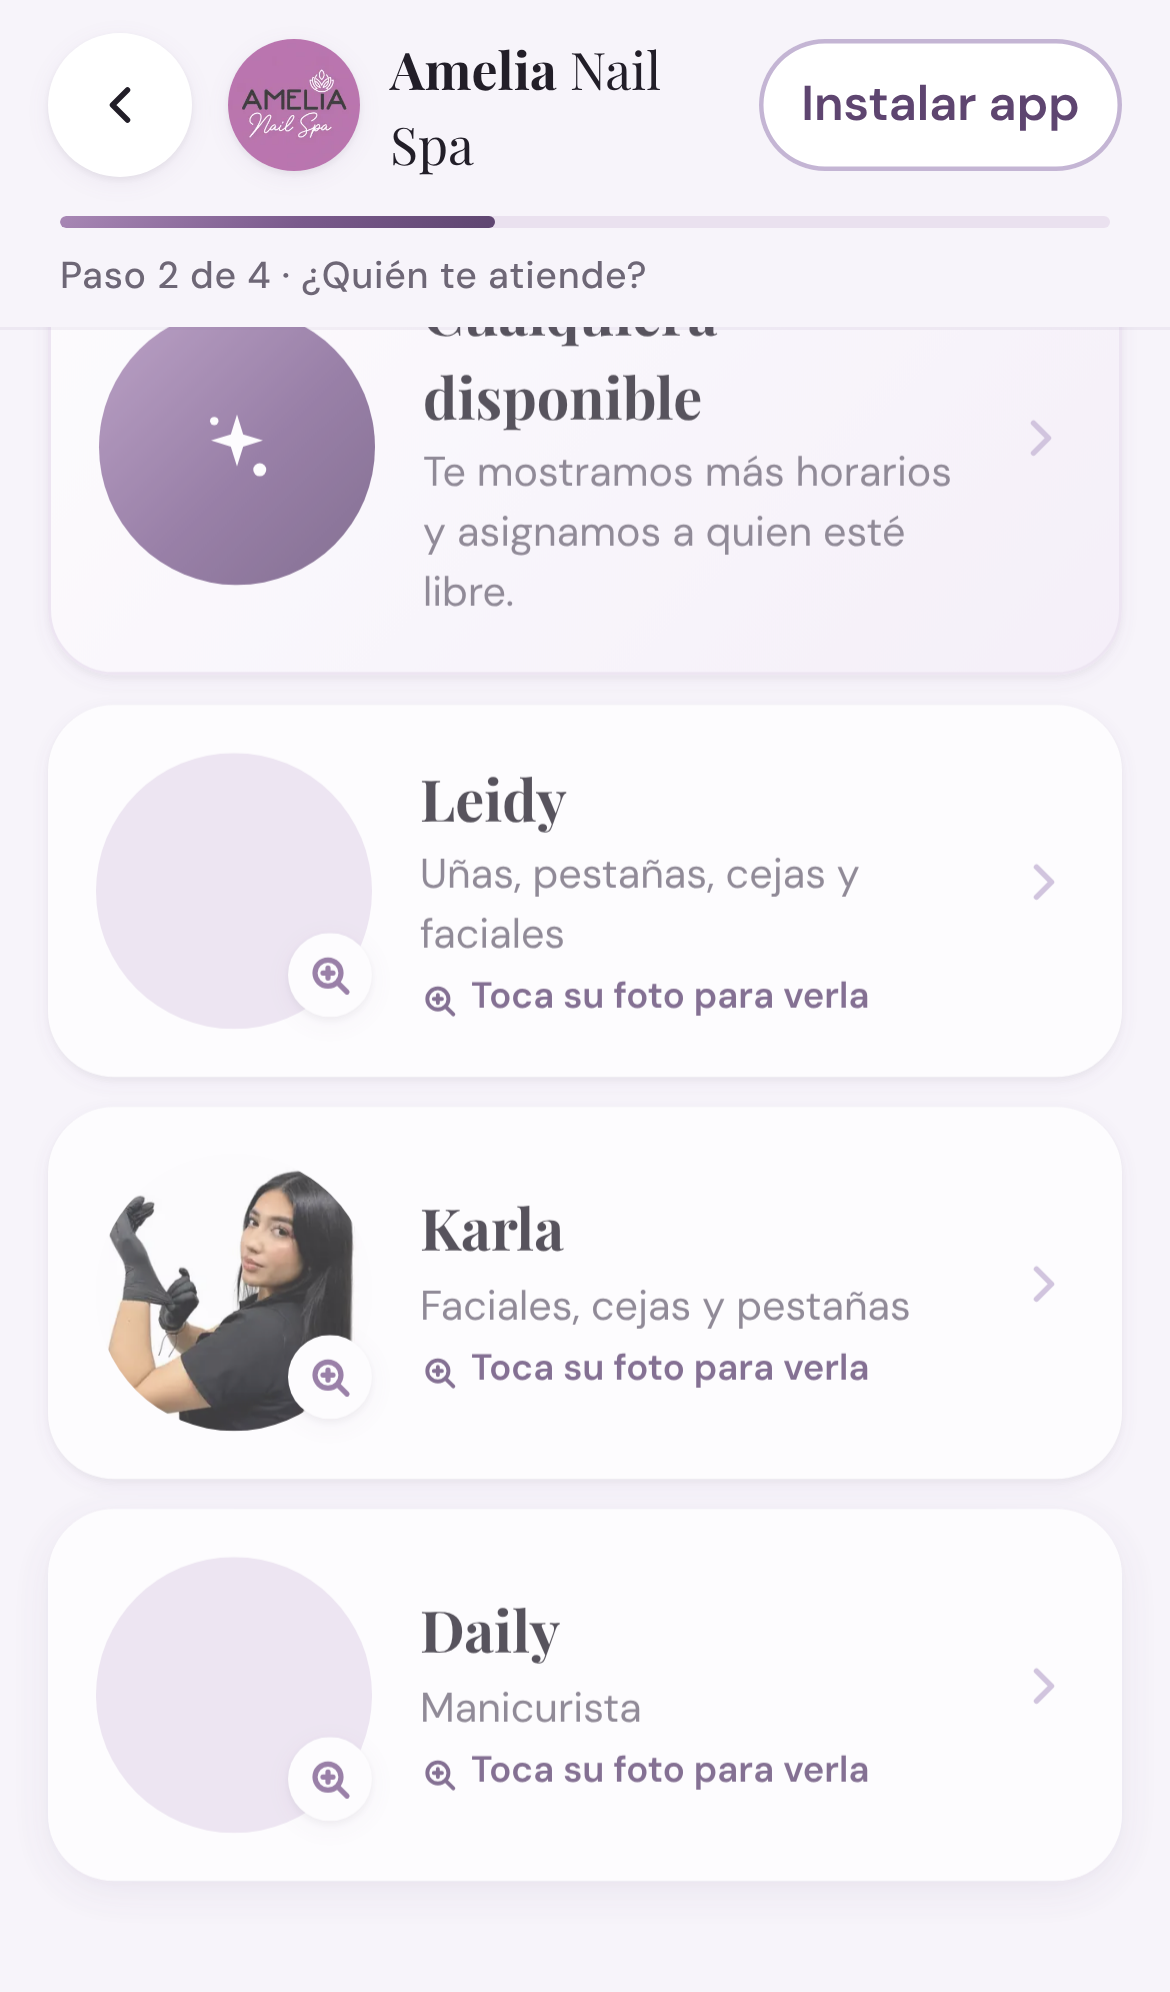 AMELIA
Nail Spa
Amelia Nail
Spa
Instalar app
Paso 2 de 4 · ¿Quién te atiende?
Cualquiera
disponible
Te mostramos más horarios
y asignamos a quien esté
libre.
Leidy
Uñas, pestañas, cejas y
faciales
Toca su foto para verla
Karla
Faciales, cejas y pestañas
Toca su foto para verla
Daily
Manicurista
Toca su foto para verla